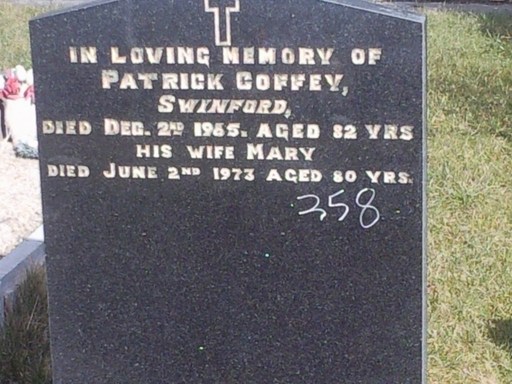 IN LOVING MEMORY OF
PATRICK COFFEY,
SWINFORD,
DIED DEC. 2ND 1965. AGED 82 YRS
HIS WIFE MARY
DIED JUNE 2ND 1973 AGED 80 YRS.
258